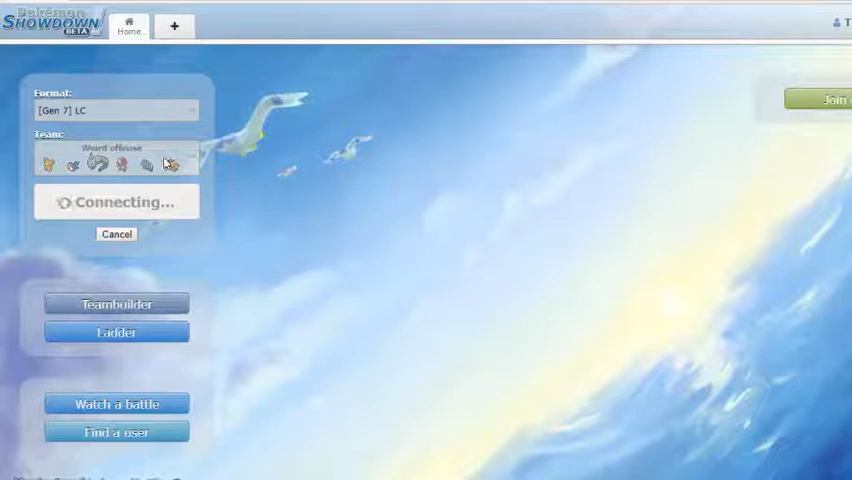 Pokémon
SHOWDOWN
BETA
Home
+
T
Format:
[Gen 7] LC
Team:
Weird offense
Connecting...
Cancel
Join
Teambuilder
Ladder
Watch a battle
Find a user